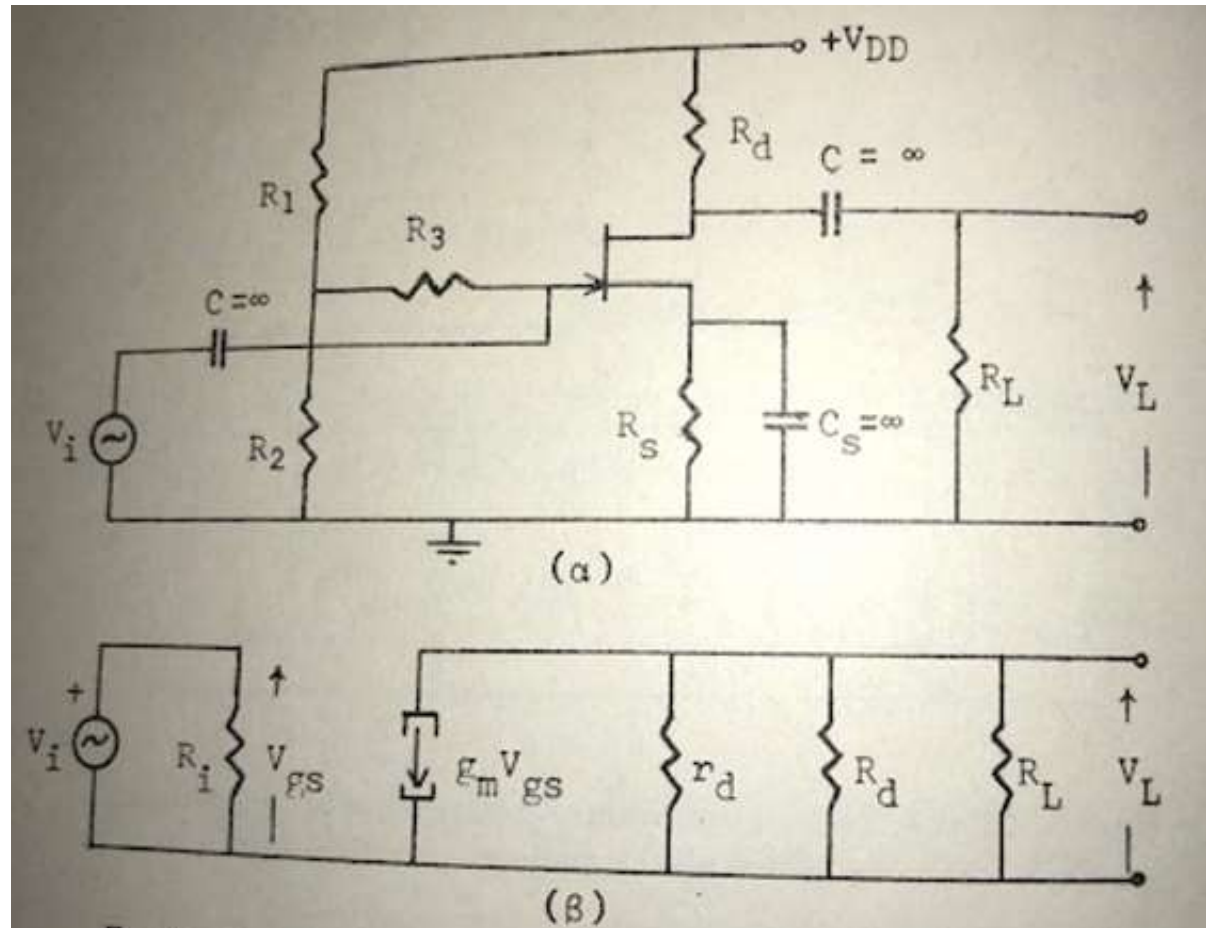 +VDD
Rd
C = ∞
R1
R3
C=∞
Vi
R2
Rs
Cs=∞
RL
VL
(α)
+
Vi
Ri
Vgs
gmVgs
rd
Rd
RL
VL
(β)